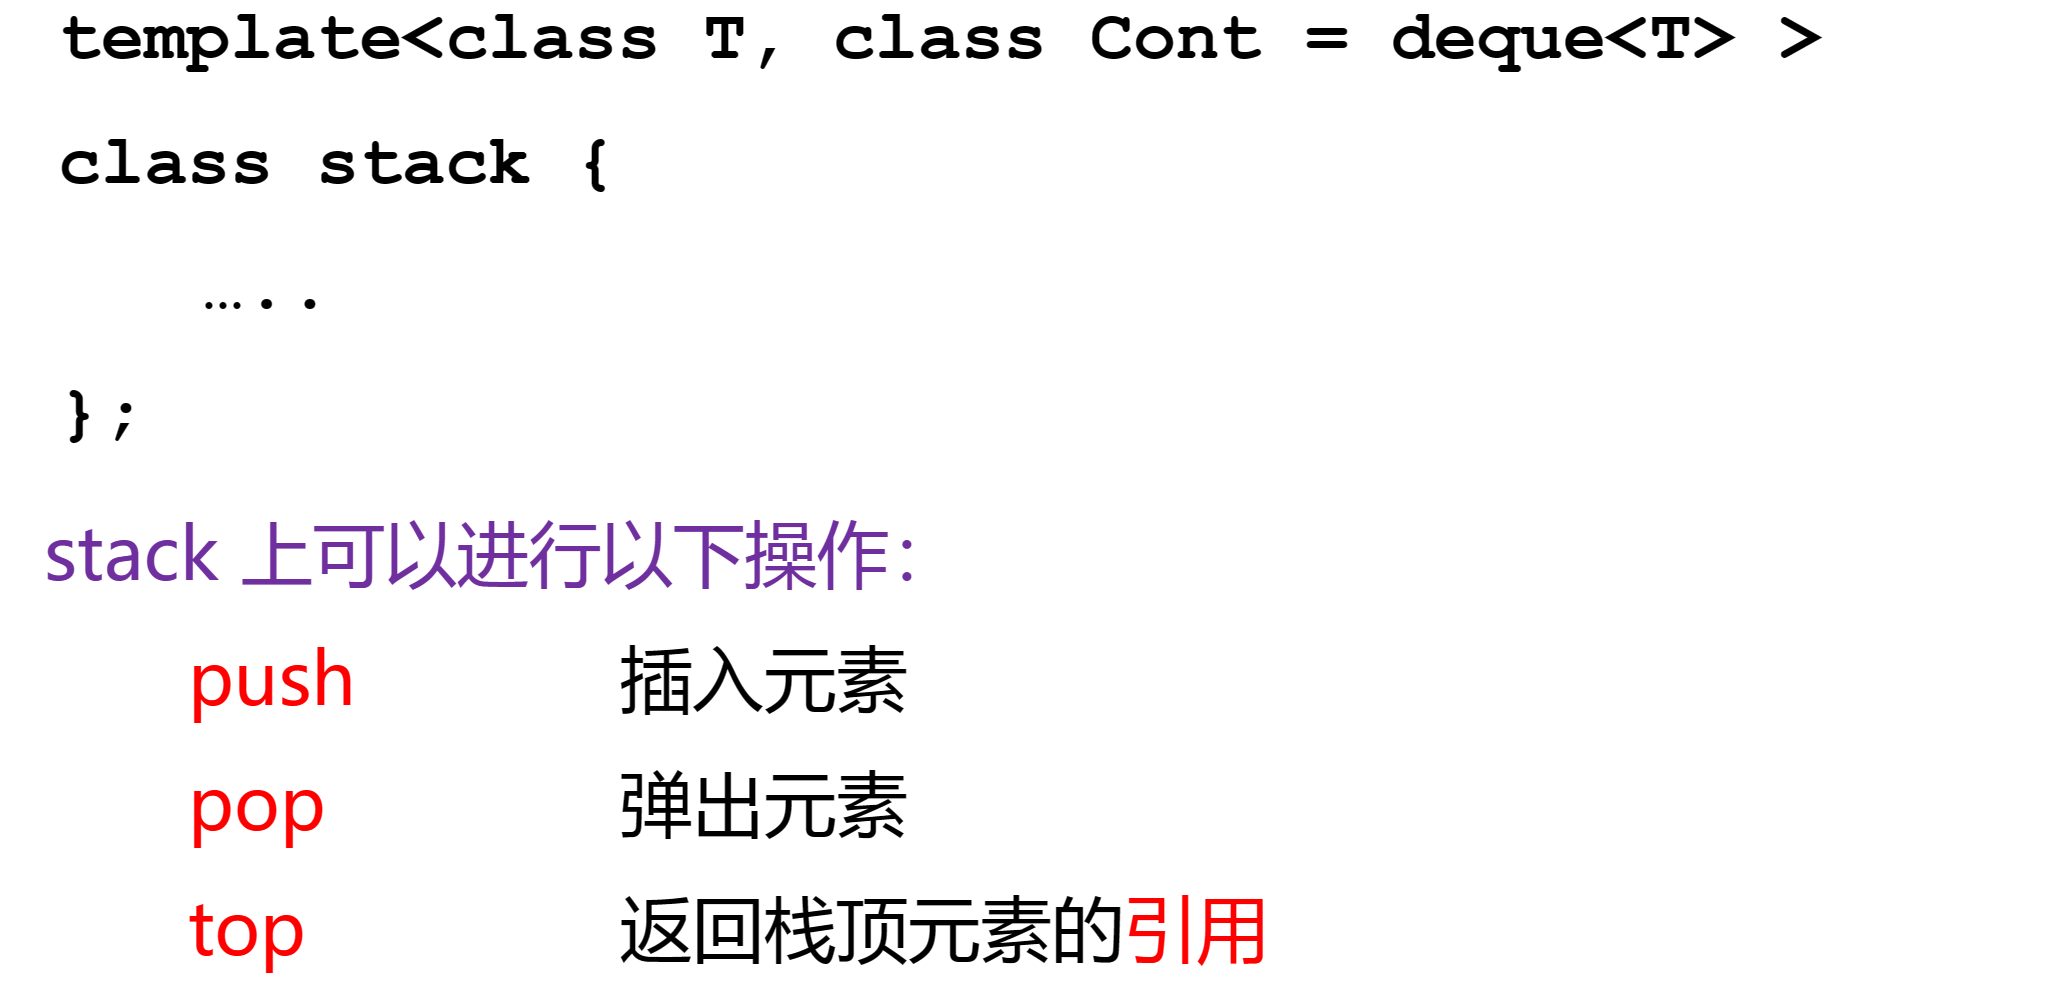 template<class T, class Cont = deque<T> >
class stack {
…..
};
stack 上可以进行以下操作：
push 插入元素
pop 弹出元素
top 返回栈顶元素的引用